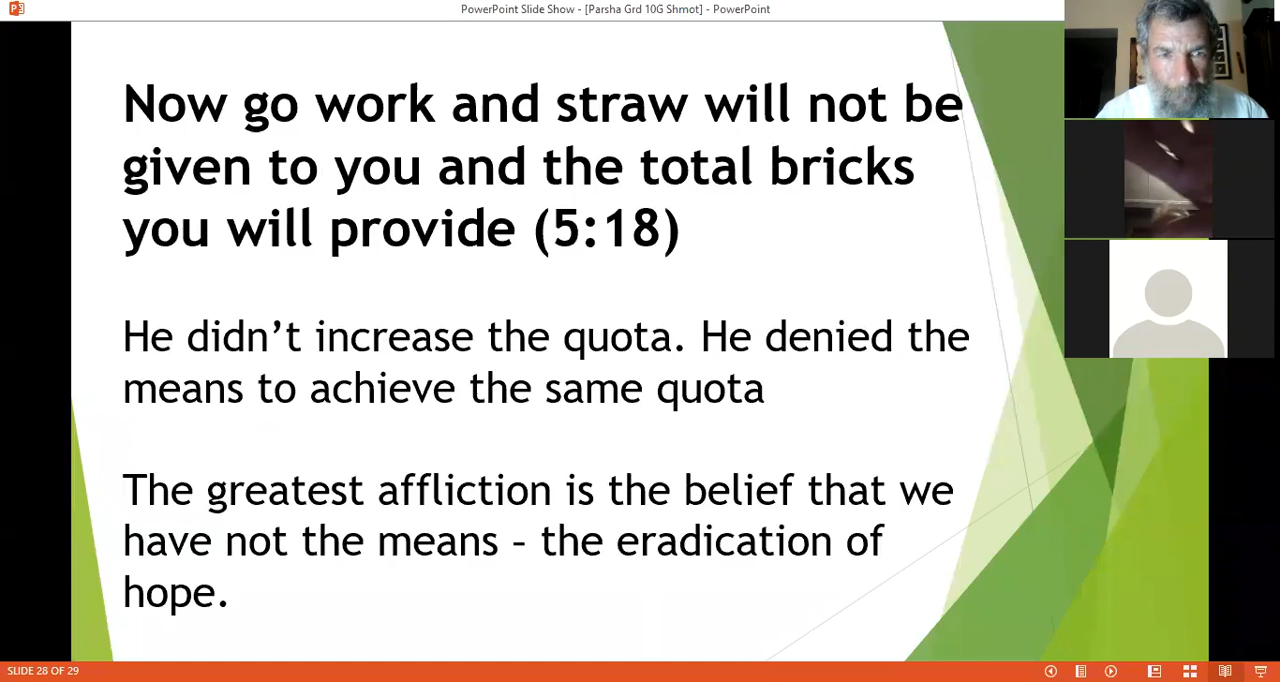 PowerPoint Slide Show - [Parsha Grd 10G Shmot] - PowerPoint
Now go work and straw will not be
given to you and the total bricks
you will provide (5:18)
He didn’t increase the quota. He denied the
means to achieve the same quota
The greatest affliction is the belief that we
have not the means – the eradication of
hope.
SLIDE 28 OF 29